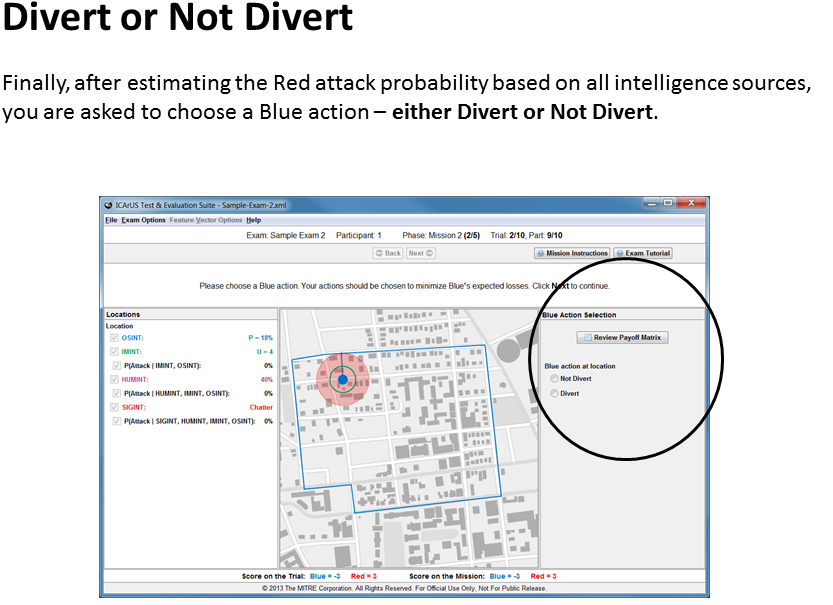 Divert or Not Divert
Finally, after estimating the Red attack probability based on all intelligence sources,
you are asked to choose a Blue action – either Divert or Not Divert.
ICArUS Test & Evaluation Suite - Sample-Exam-2.xml
File Exam Options Feature Vector Options Help
Exam: Sample Exam 2 Participant: 1 Phase: Mission 2 (2/5) Trial: 2/10, Part: 9/10
Back Next Mission Instructions Exam Tutorial
Please choose a Blue action. Your actions should be chosen to minimize Blue's expected losses. Click Next to continue.
Locations
Location
OSINT: P = 18%
IMINT: U = 4
P(Attack | IMINT, OSINT): 0%
HUMINT: 40%
P(Attack | HUMINT, IMINT, OSINT): 0%
SIGINT: Chatter
P(Attack | SIGINT, HUMINT, IMINT, OSINT): 0%
Blue Action Selection
Review Payoff Matrix
Blue action at location
Not Divert
Divert
Score on the Trial: Blue = -3 Red = 3 Score on the Mission: Blue = -3 Red = 3
© 2013 The MITRE Corporation. All Rights Reserved. For Official Use Only, Not For Public Release.